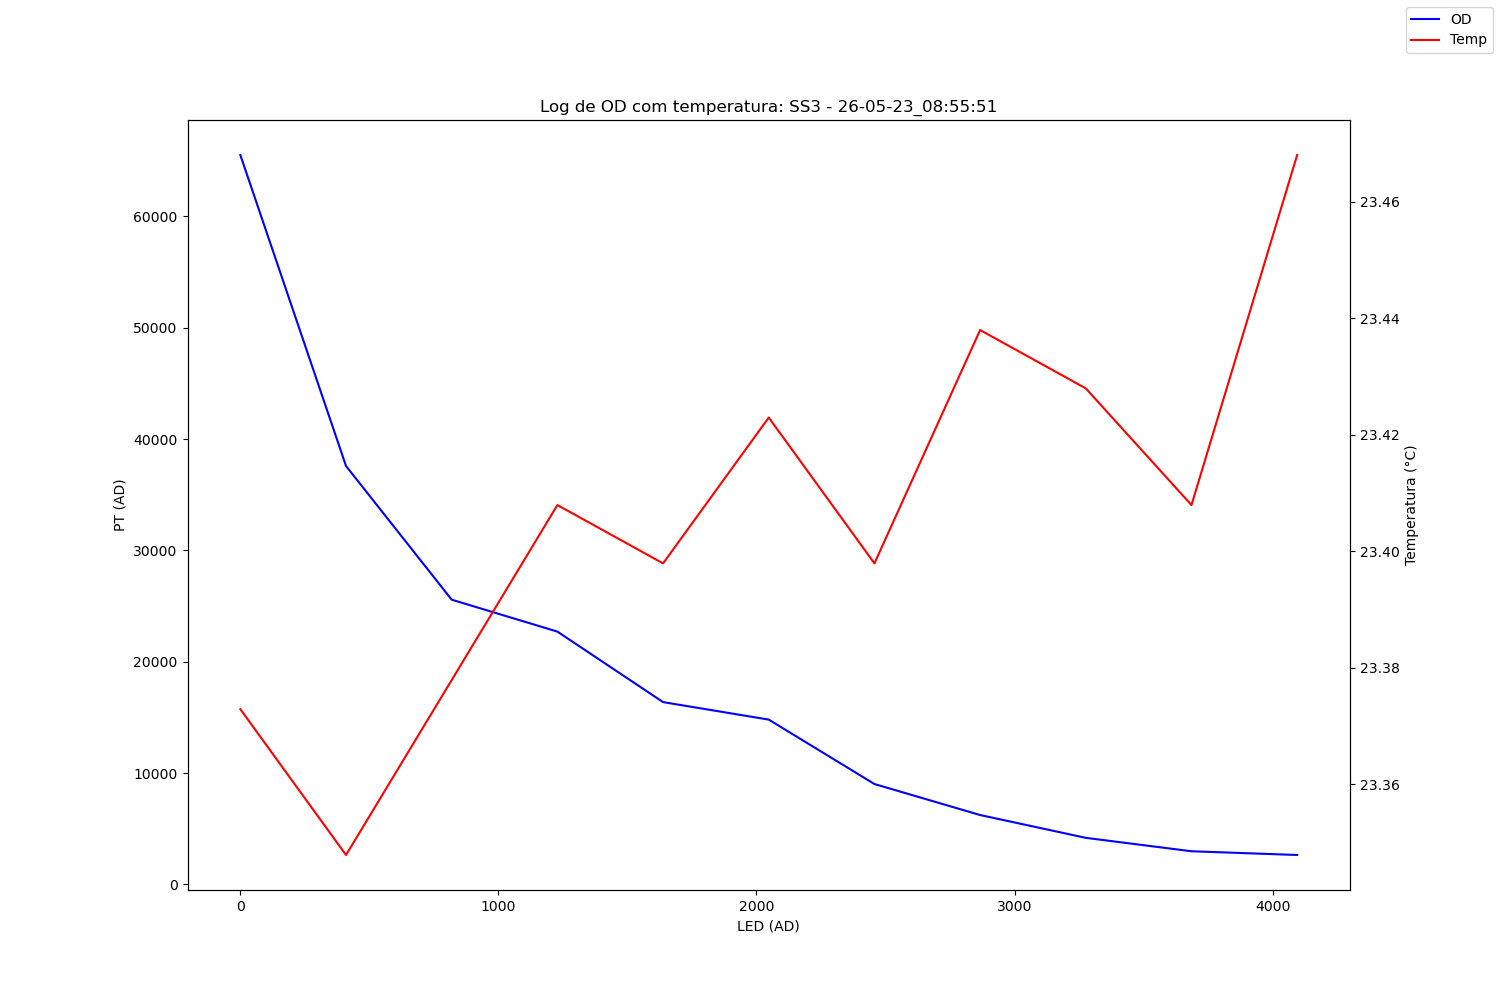 OD
Temp
Log de OD com temperatura: SS3 - 26-05-23_08:55:51
60000
50000
40000
30000
20000
10000
0
PT (AD)
23.46
23.44
23.42
23.40
23.38
23.36
Temperatura (°C)
0 1000 2000 3000 4000
LED (AD)